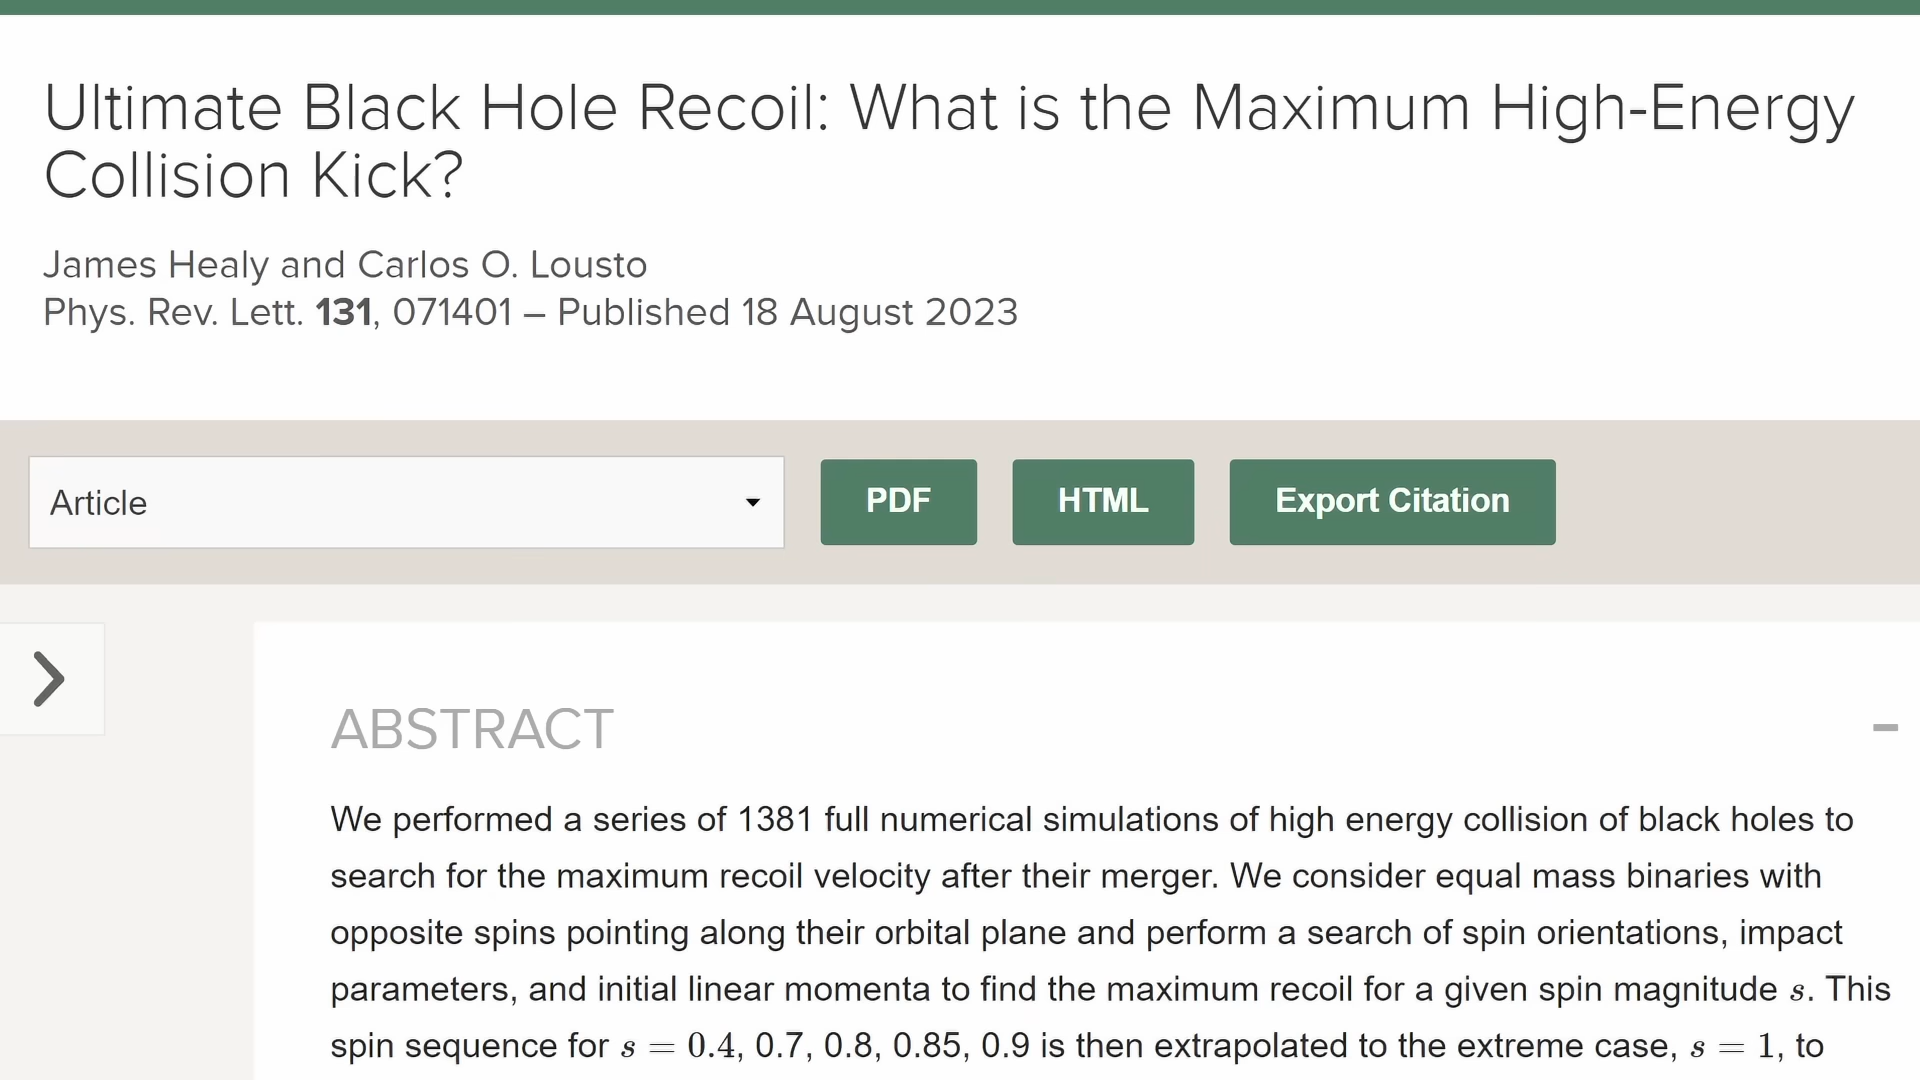 Ultimate Black Hole Recoil: What is the Maximum High-Energy
Collision Kick?
James Healy and Carlos O. Lousto
Phys. Rev. Lett. 131, 071401 – Published 18 August 2023
Article
PDF
HTML
Export Citation
ABSTRACT
We performed a series of 1381 full numerical simulations of high energy collision of black holes to
search for the maximum recoil velocity after their merger. We consider equal mass binaries with
opposite spins pointing along their orbital plane and perform a search of spin orientations, impact
parameters, and initial linear momenta to find the maximum recoil for a given spin magnitude s. This
spin sequence for s = 0.4, 0.7, 0.8, 0.85, 0.9 is then extrapolated to the extreme case, s = 1, to